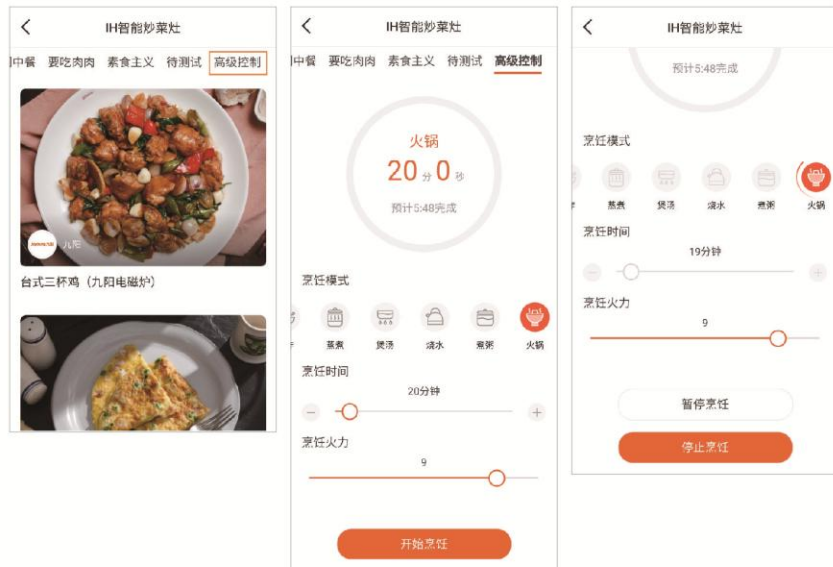 IH智能炒菜灶
中餐 要吃肉肉 素食主义 待测试 高级控制
九阳
台式三杯鸡（九阳电磁炉）
IH智能炒菜灶
中餐 要吃肉肉 素食主义 待测试 高级控制
火锅
20分0秒
预计5:48完成
烹饪模式
蒸煮 煲汤 烧水 煮粥 火锅
烹饪时间
20分钟
烹饪火力
9
开始烹饪
IH智能炒菜灶
预计5:48完成
烹饪模式
蒸煮 煲汤 烧水 煮粥 火锅
烹饪时间
19分钟
烹饪火力
9
暂停烹饪
停止烹饪